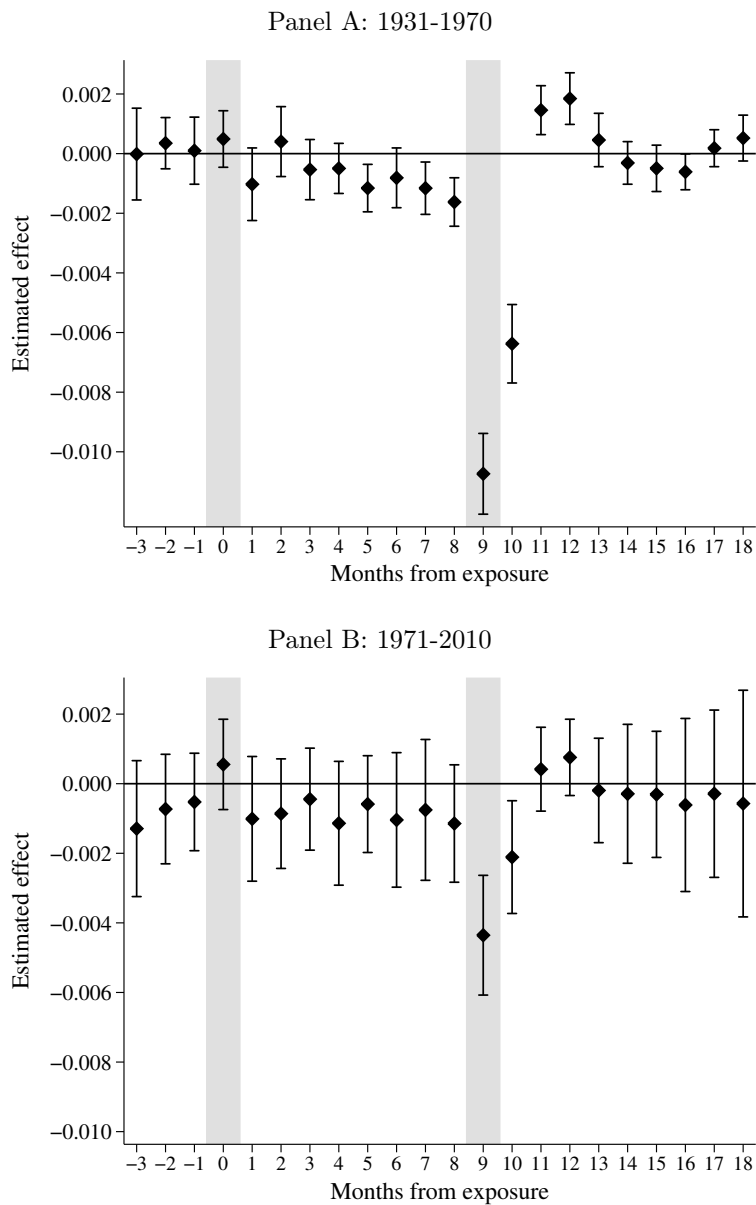 Panel A: 1931-1970
0.002
0.000
−0.002
−0.004
−0.006
−0.008
−0.010
Estimated effect
−3 −2 −1 0 1 2 3 4 5 6 7 8 9 10 11 12 13 14 15 16 17 18
Months from exposure
Panel B: 1971-2010
0.002
0.000
−0.002
−0.004
−0.006
−0.008
−0.010
Estimated effect
−3 −2 −1 0 1 2 3 4 5 6 7 8 9 10 11 12 13 14 15 16 17 18
Months from exposure